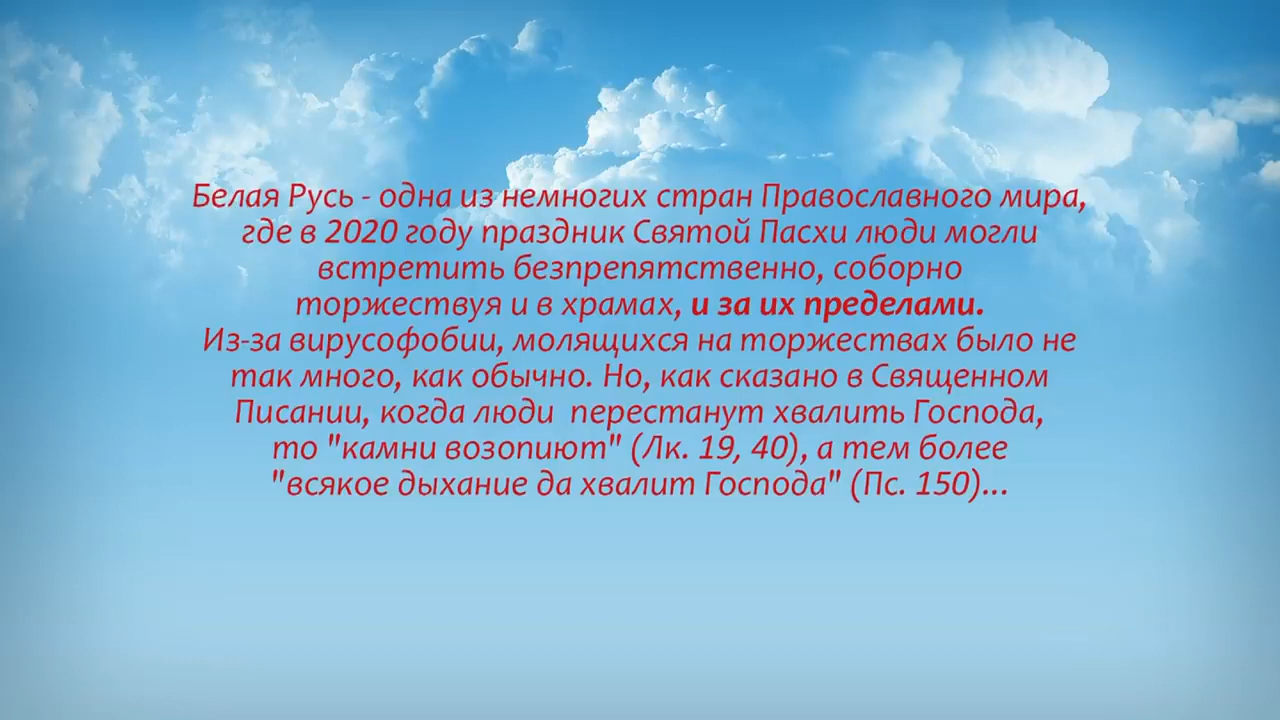 Белая Русь - одна из немногих стран Православного мира,
где в 2020 году праздник Святой Пасхи люди могли
встретить безпрепятственно, соборно
торжествуя и в храмах, и за их пределами.
Из-за вирусофобии, молящихся на торжествах было не
так много, как обычно. Но, как сказано в Священном
Писании, когда люди  перестанут хвалить Господа,
то "камни возопиют" (Лк. 19, 40), а тем более
"всякое дыхание да хвалит Господа" (Пс. 150)...